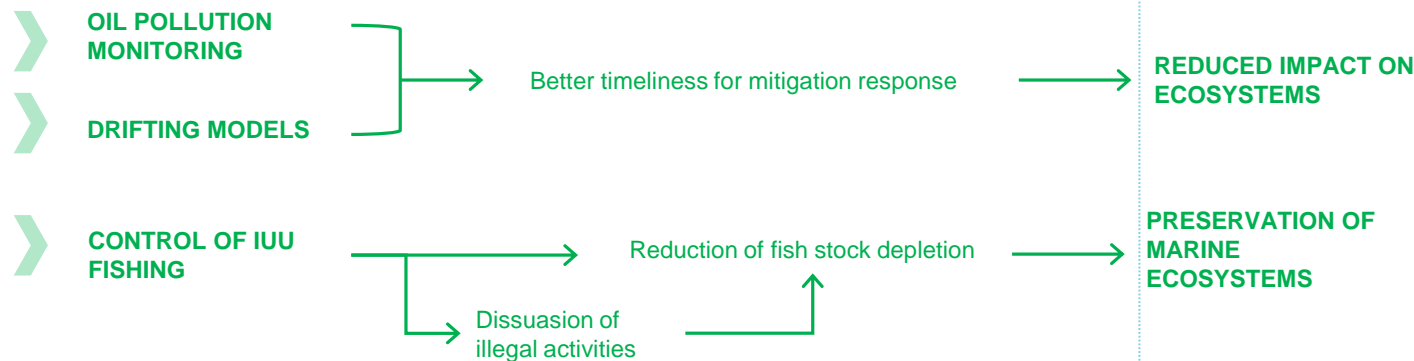 OIL POLLUTION
MONITORING
DRIFTING MODELS
Better timeliness for mitigation response
REDUCED IMPACT ON
ECOSYSTEMS
CONTROL OF IUU
FISHING
Reduction of fish stock depletion
Dissuasion of
illegal activities
PRESERVATION OF
MARINE
ECOSYSTEMS